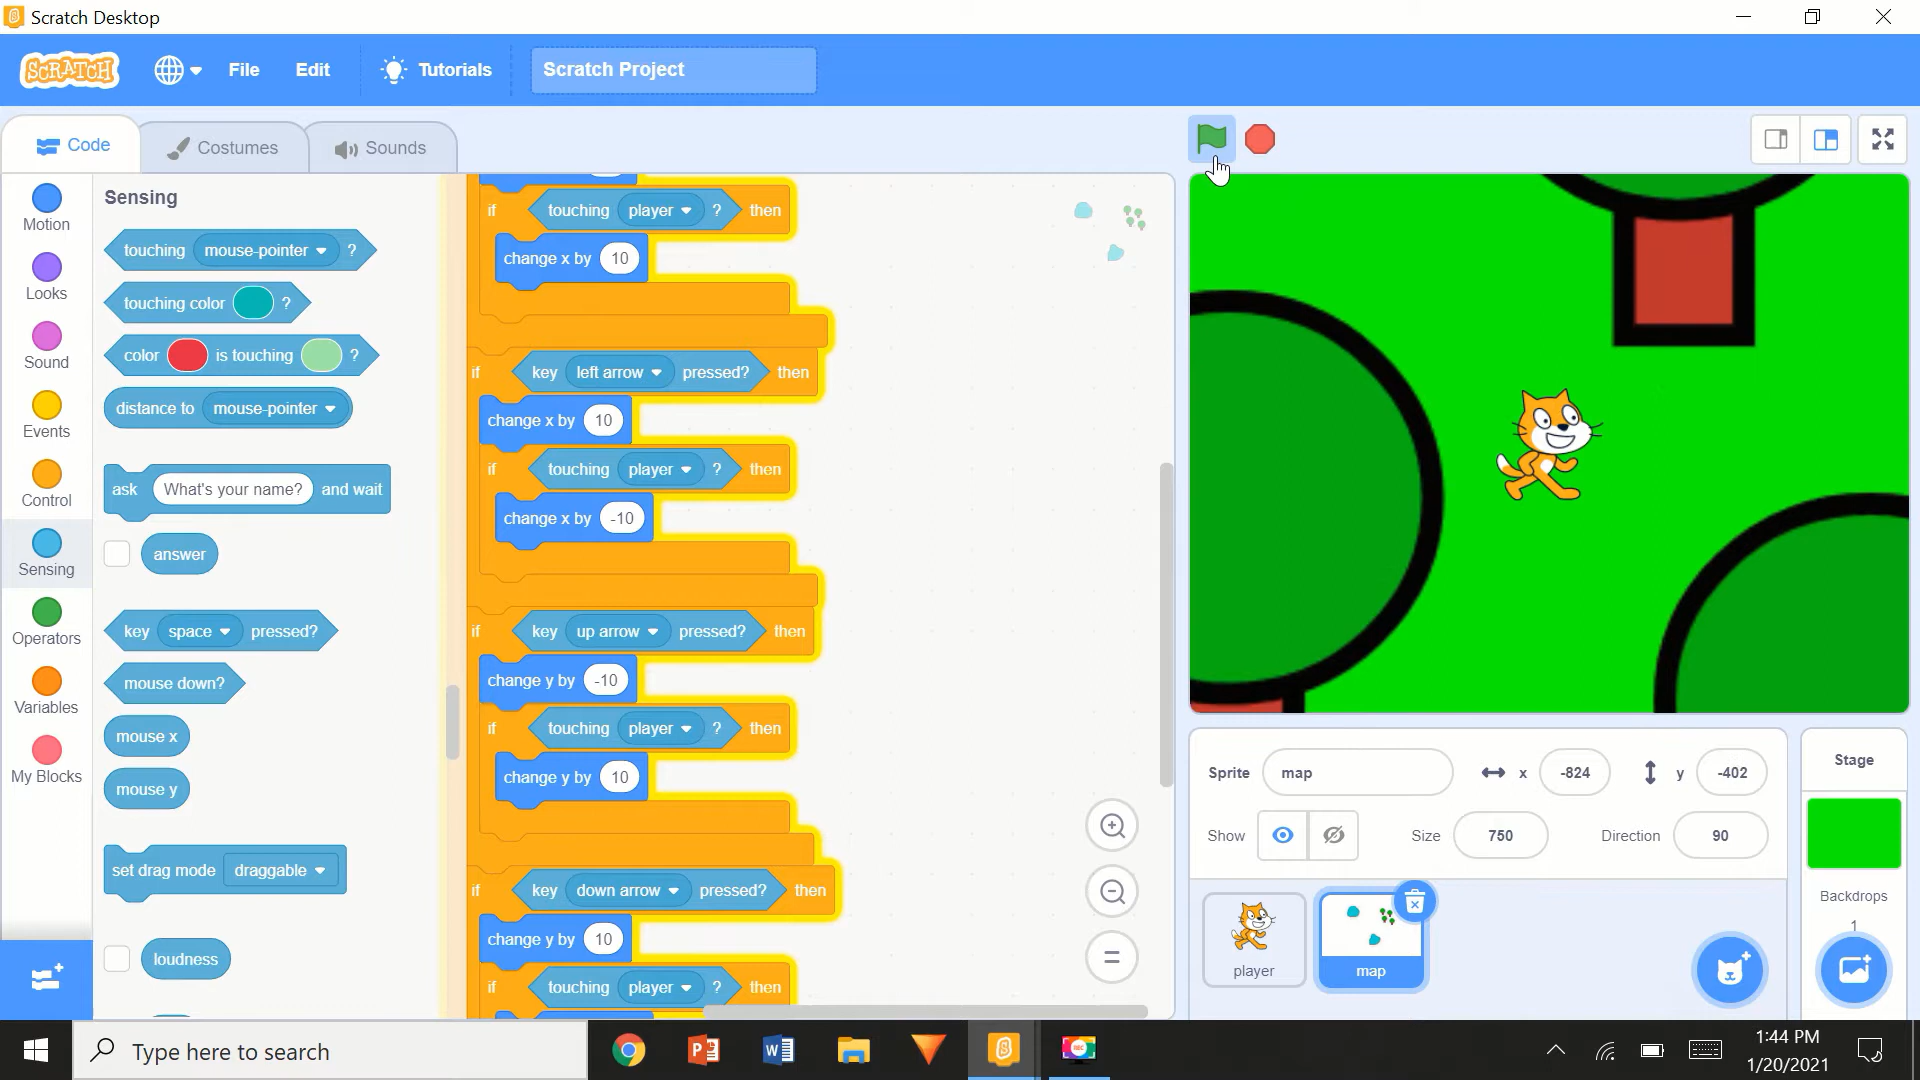 Scratch Desktop
SCRATCH
File
Edit
Tutorials
Scratch Project
Code
Costumes
Sounds
Motion
Looks
Sound
Events
Control
Sensing
Operators
Variables
My Blocks
Sensing
touching mouse-pointer ?
touching color ?
color is touching ?
distance to mouse-pointer
ask What's your name? and wait
answer
key space pressed?
mouse down?
mouse x
mouse y
set drag mode draggable
loudness
if touching player ? then
change x by 10
if key left arrow pressed? then
change x by 10
if touching player ? then
change x by -10
if key up arrow pressed? then
change y by -10
if touching player ? then
change y by 10
if key down arrow pressed? then
change y by 10
if touching player ? then
Sprite map x -824 y -402
Show Size 750 Direction 90
player
map
Stage
Backdrops
1
Type here to search
1:44 PM
1/20/2021